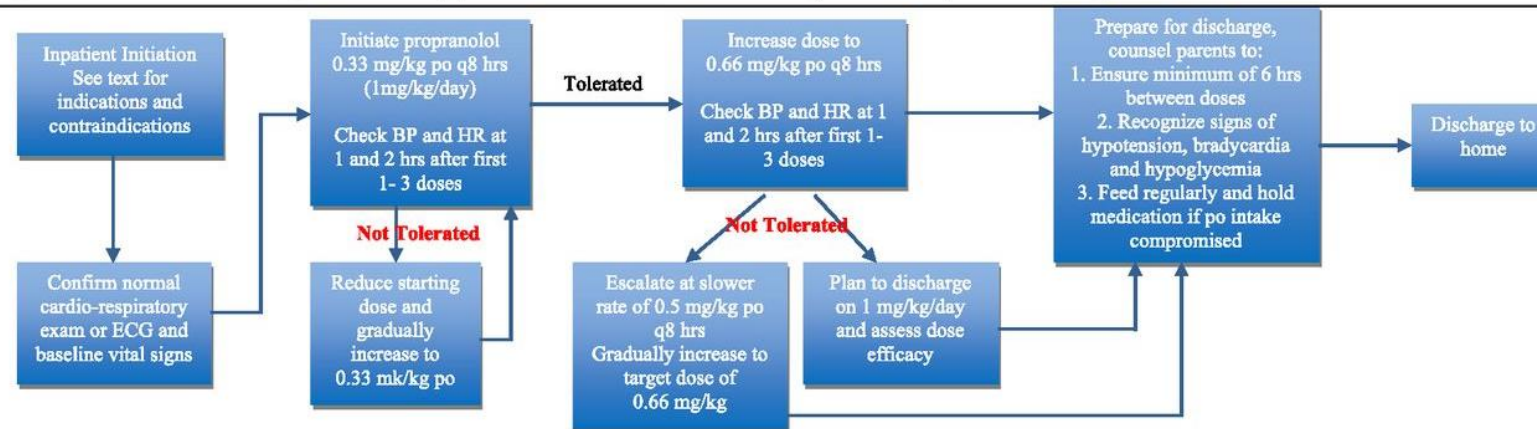 Inpatient Initiation
See text for
indications and
contraindications
Confirm normal
cardio-respiratory
exam or ECG and
baseline vital signs
Initiate propranolol
0.33 mg/kg po q8 hrs
(1mg/kg/day)
Check BP and HR at
1 and 2 hrs after first
1- 3 doses
Not Tolerated
Reduce starting
dose and
gradually
increase to
0.33 mk/kg po
Tolerated
Increase dose to
0.66 mg/kg po q8 hrs
Check BP and HR at 1
and 2 hrs after first 1-
3 doses
Not Tolerated
Escalate at slower
rate of 0.5 mg/kg po
q8 hrs
Gradually increase to
target dose of
0.66 mg/kg
Plan to discharge
on 1 mg/kg/day
and assess dose
efficacy
Prepare for discharge,
counsel parents to:
1. Ensure minimum of 6 hrs
between doses
2. Recognize signs of
hypotension, bradycardia
and hypoglycemia
3. Feed regularly and hold
medication if po intake
compromised
Discharge to
home